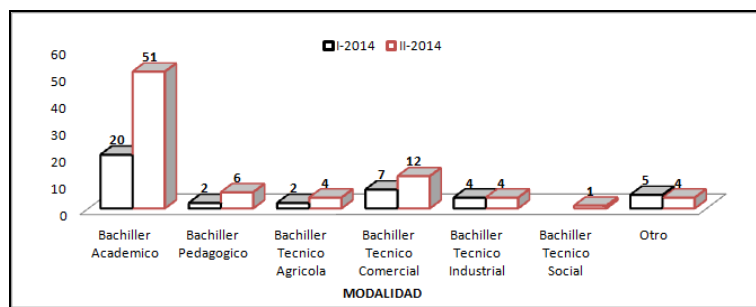 I-2014 II-2014
60
50
40
30
20
10
0
20 51
2 6
2 4
7 12
4 4
1
5 4
Bachiller Academico
Bachiller Pedagogico
Bachiller Tecnico Agricola
Bachiller Tecnico Comercial
Bachiller Tecnico Industrial
Bachiller Tecnico Social
Otro
MODALIDAD